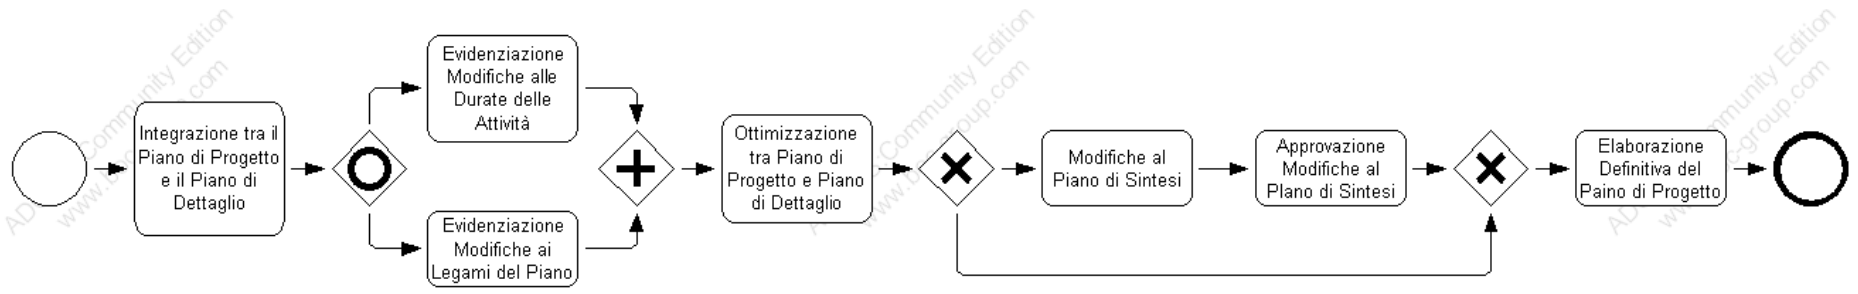 Integrazione tra il
Piano di Progetto
e il Piano di
Dettaglio
Evidenziazione
Modifiche alle
Durate delle
Attività
Evidenziazione
Modifiche ai
Legami del Piano
Ottimizzazione
tra Piano di
Progetto e Piano
di Dettaglio
Modifiche al
Piano di Sintesi
Approvazione
Modifiche al
Plano di Sintesi
Elaborazione
Definitiva del
Paino di Progetto